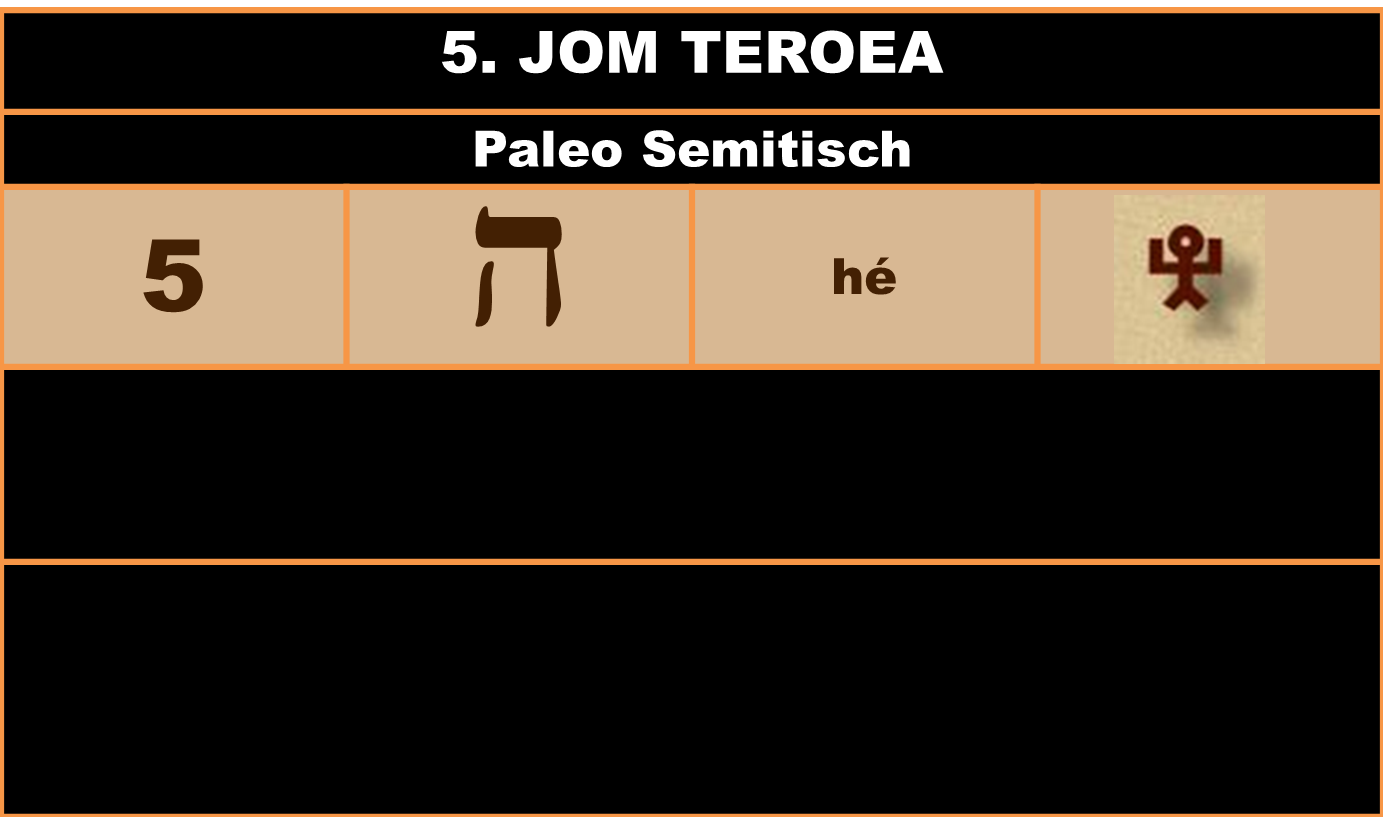 5. JOM TEROEA
Paleo Semitisch
5 ה hé